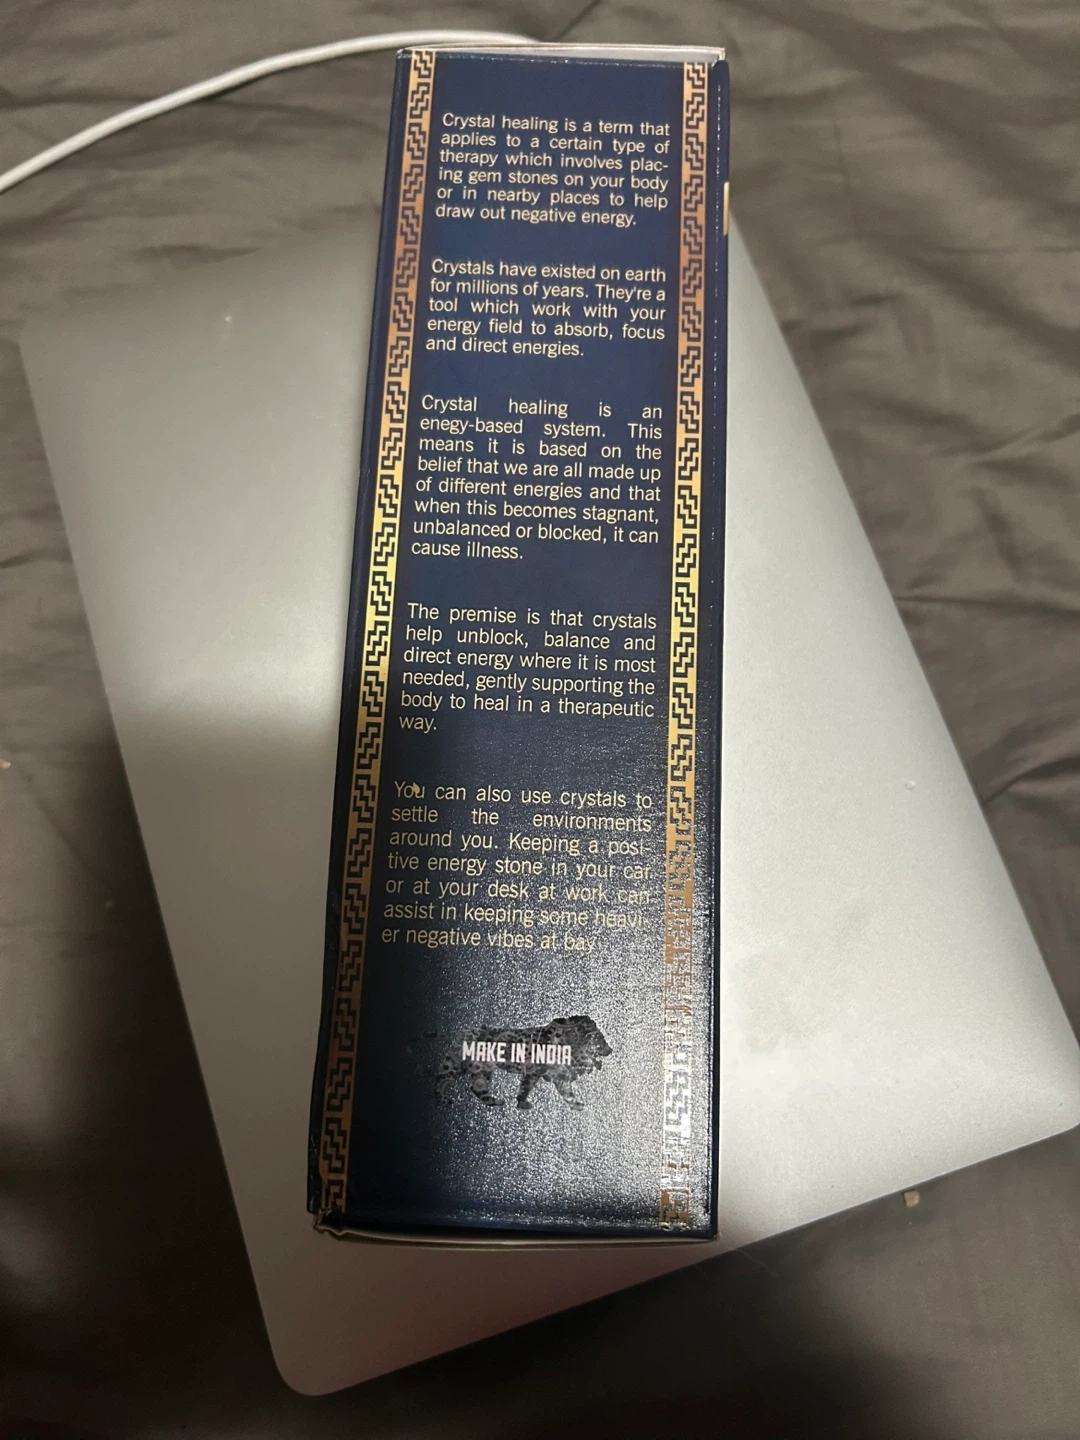 Crystal healing is a term that
applies to a certain type of
therapy which involves plac-
ing gem stones on your body
or in nearby places to help
draw out negative energy.
Crystals have existed on earth
for millions of years. They're a
tool which work with your
energy field to absorb, focus
and direct energies.
Crystal healing is an
enegy-based system. This
means it is based on the
belief that we are all made up
of different energies and that
when this becomes stagnant,
unbalanced or blocked, it can
cause illness.
The premise is that crystals
help unblock, balance and
direct energy where it is most
needed, gently supporting the
body to heal in a therapeutic
way.
You can also use crystals to
settle the environments
around you. Keeping a posi-
tive energy stone in your car
or at your desk at work can
assist in keeping some heavi-
er negative vibes at bay
MAKE IN INDIA